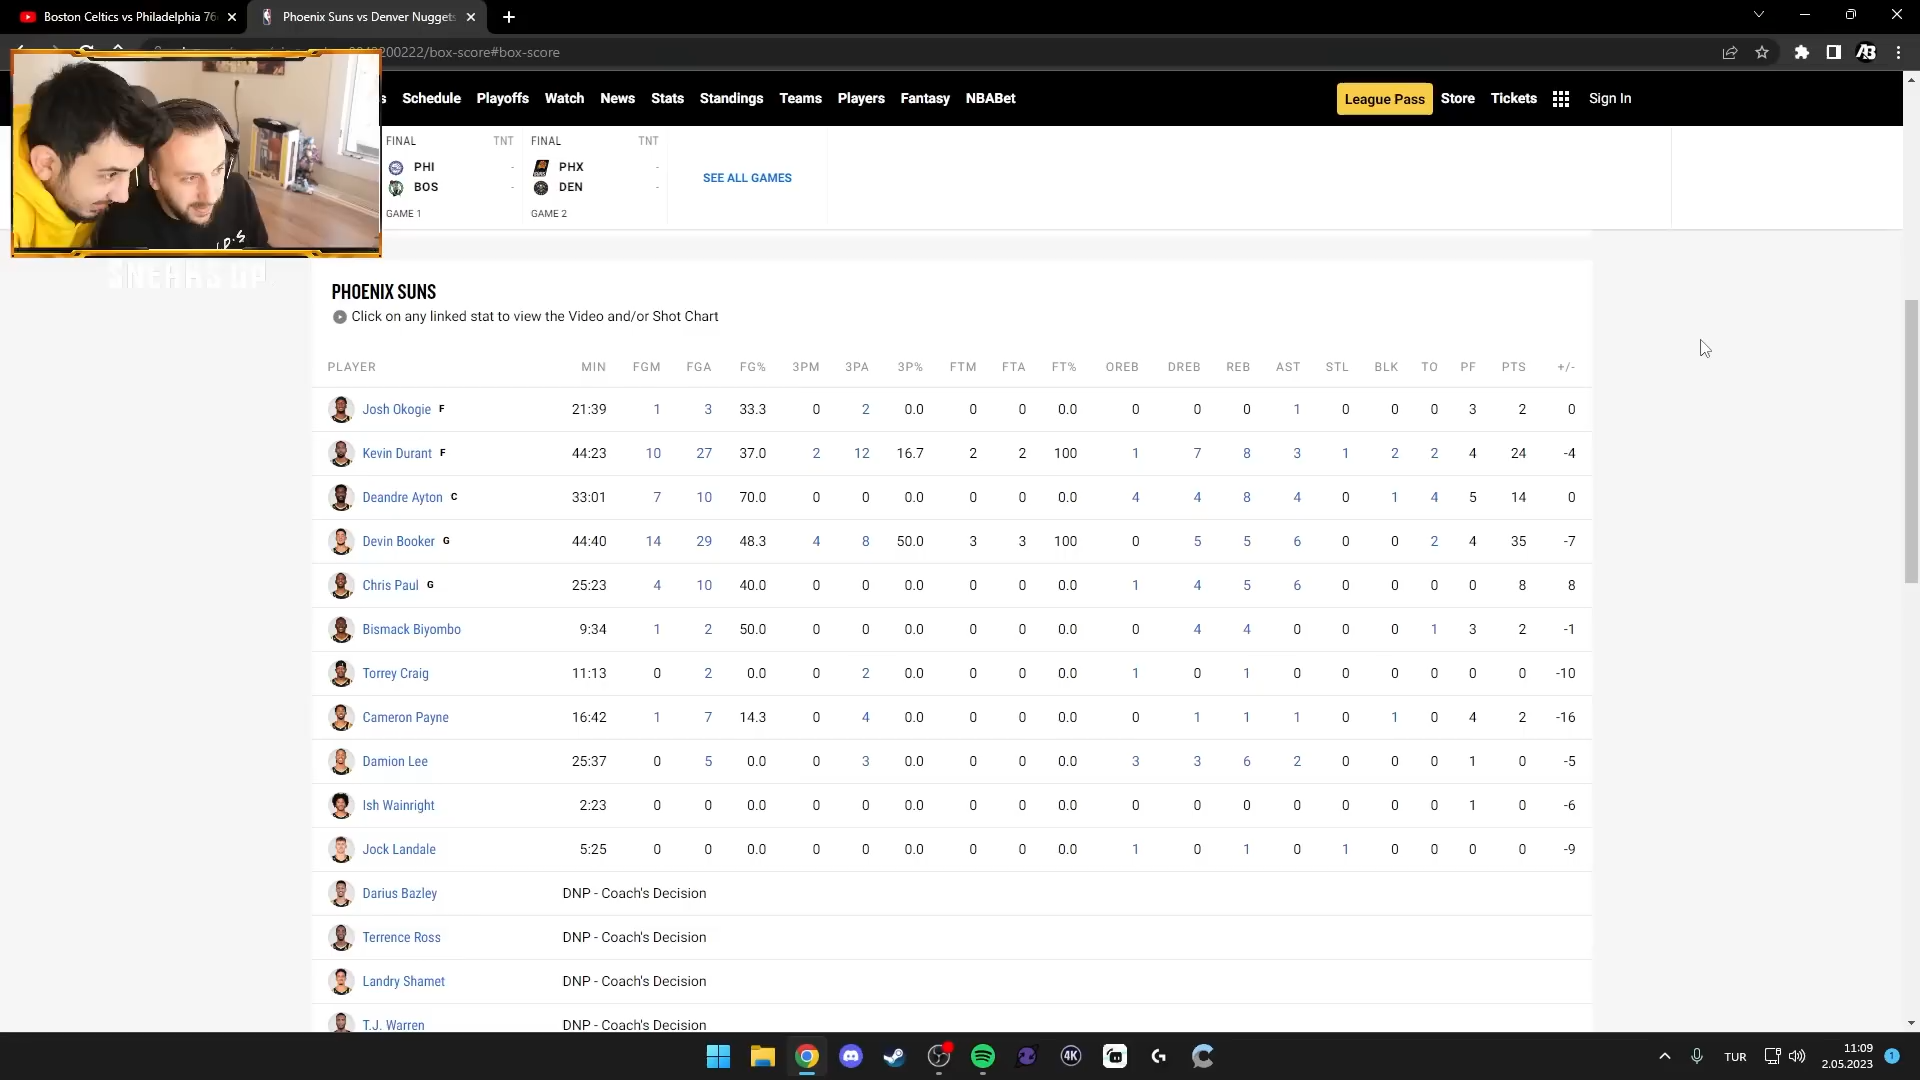 Boston Celtics vs Philadelphia 76
Phoenix Suns vs Denver Nuggets
00200222/box-score#box-score
Schedule Playoffs Watch News Stats Standings Teams Players Fantasy NBABet League Pass Store Tickets Sign In
FINAL TNT FINAL TNT
PHI - PHX -
BOS - DEN -
GAME 1 GAME 2
SEE ALL GAMES
SNEAKS UP
PHOENIX SUNS
Click on any linked stat to view the Video and/or Shot Chart
PLAYER MIN FGM FGA FG% 3PM 3PA 3P% FTM FTA FT% OREB DREB REB AST STL BLK TO PF PTS +/-
Josh Okogie F 21:39 1 3 33.3 0 2 0.0 0 0 0.0 0 0 0 1 0 0 0 3 2 0
Kevin Durant F 44:23 10 27 37.0 2 12 16.7 2 2 100 1 7 8 3 1 2 2 4 24 -4
Deandre Ayton C 33:01 7 10 70.0 0 0 0.0 0 0 0.0 4 4 8 4 0 1 4 5 14 0
Devin Booker G 44:40 14 29 48.3 4 8 50.0 3 3 100 0 5 5 6 0 0 2 4 35 -7
Chris Paul G 25:23 4 10 40.0 0 0 0.0 0 0 0.0 1 4 5 6 0 0 0 0 8 8
Bismack Biyombo 9:34 1 2 50.0 0 0 0.0 0 0 0.0 0 4 4 0 0 0 1 3 2 -1
Torrey Craig 11:13 0 2 0.0 0 2 0.0 0 0 0.0 1 0 1 0 0 0 0 0 0 -10
Cameron Payne 16:42 1 7 14.3 0 4 0.0 0 0 0.0 0 1 1 1 0 1 0 4 2 -16
Damion Lee 25:37 0 5 0.0 0 3 0.0 0 0 0.0 3 3 6 2 0 0 0 1 0 -5
Ish Wainright 2:23 0 0 0.0 0 0 0.0 0 0 0.0 0 0 0 0 0 0 0 1 0 -6
Jock Landale 5:25 0 0 0.0 0 0 0.0 0 0 0.0 1 0 1 0 1 0 0 0 0 -9
Darius Bazley DNP - Coach's Decision
Terrence Ross DNP - Coach's Decision
Landry Shamet DNP - Coach's Decision
T.J. Warren DNP - Coach's Decision
4K
TUR
11:09
2.05.2023
1